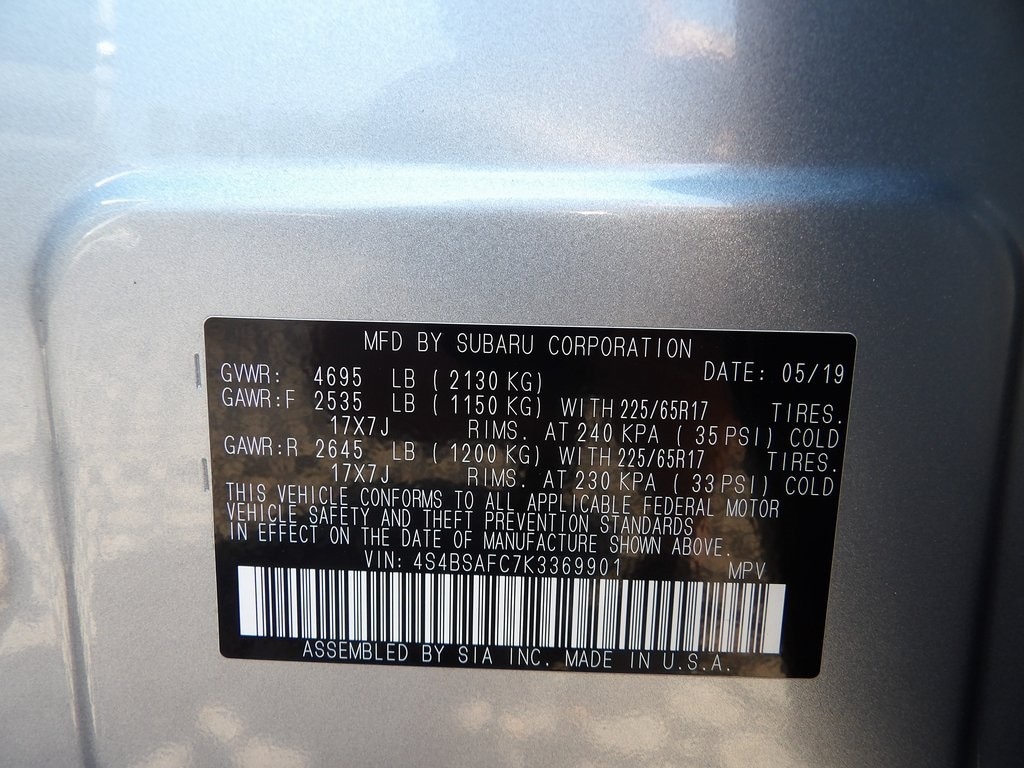 MFD BY SUBARU CORPORATION
GVWR: 4695 LB ( 2130 KG) DATE: 05/19
GAWR:F 2535 LB ( 1150 KG) WITH 225/65R17 TIRES.
17X7J RIMS. AT 240 KPA ( 35 PSI) COLD
GAWR:R 2645 LB ( 1200 KG) WITH 225/65R17 TIRES.
17X7J RIMS. AT 230 KPA ( 33 PSI) COLD
THIS VEHICLE CONFORMS TO ALL APPLICABLE FEDERAL MOTOR
VEHICLE SAFETY AND THEFT PREVENTION STANDARDS
IN EFFECT ON THE DATE OF MANUFACTURE SHOWN ABOVE.
VIN: 4S4BSAFC7K3369901 MPV
ASSEMBLED BY SIA INC. MADE IN U.S.A.